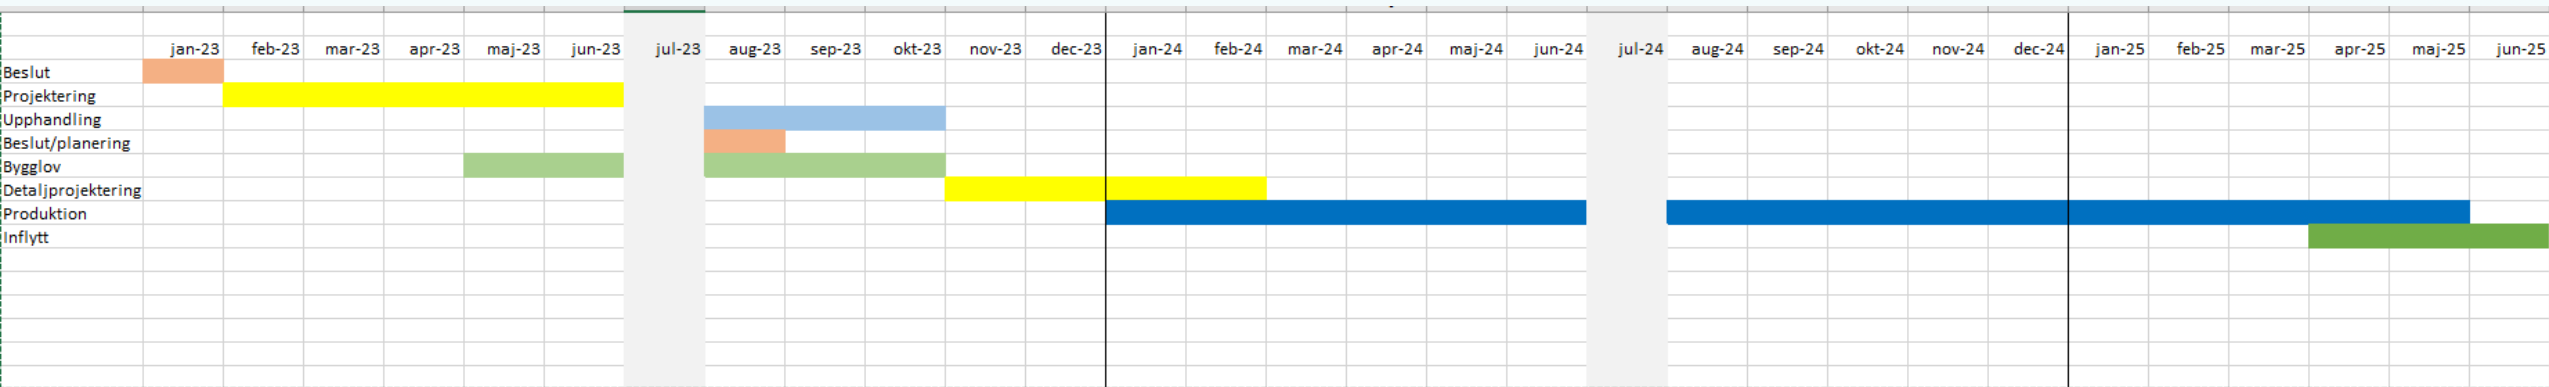 jan-23 feb-23 mar-23 apr-23 maj-23 jun-23 jul-23 aug-23 sep-23 okt-23 nov-23 dec-23 jan-24 feb-24 mar-24 apr-24 maj-24 jun-24 jul-24 aug-24 sep-24 okt-24 nov-24 dec-24 jan-25 feb-25 mar-25 apr-25 maj-25 jun-25
Beslut
Projektering
Upphandling
Beslut/planering
Bygglov
Detaljprojektering
Produktion
Inflytt